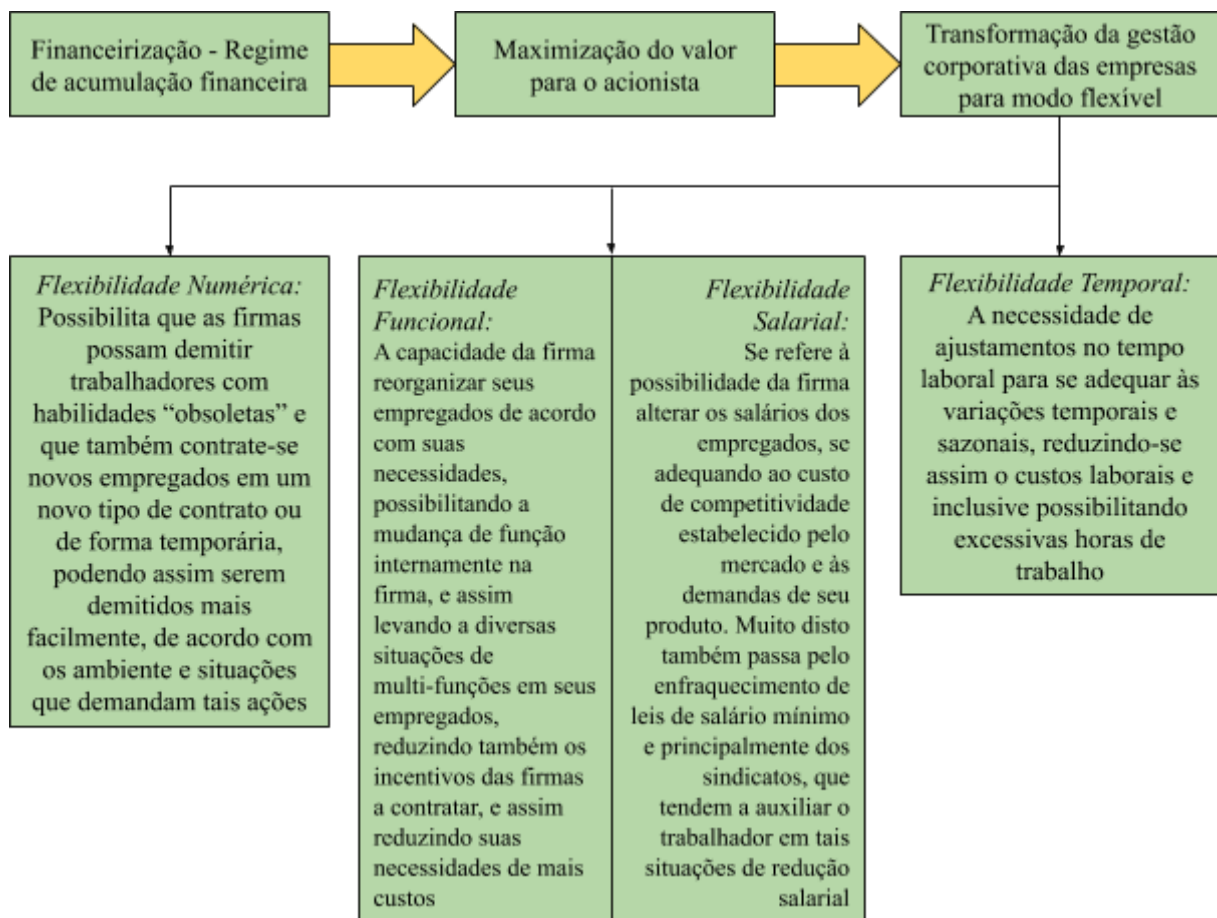 Financeirização - Regime
de acumulação financeira
Maximização do valor
para o acionista
Transformação da gestão
corporativa das empresas
para modo flexível
Flexibilidade Numérica:
Possibilita que as firmas
possam demitir
trabalhadores com
habilidades “obsoletas” e
que também contrate-se
novos empregados em um
novo tipo de contrato ou
de forma temporária,
podendo assim serem
demitidos mais
facilmente, de acordo com
os ambiente e situações
que demandam tais ações
Flexibilidade
Funcional:
A capacidade da firma
reorganizar seus
empregados de acordo
com suas
necessidades,
possibilitando a
mudança de função
internamente na
firma, e assim
levando a diversas
situações de
multi-funções em seus
empregados,
reduzindo também os
incentivos das firmas
a contratar, e assim
reduzindo suas
necessidades de mais
custos
Flexibilidade
Salarial:
Se refere à
possibilidade da firma
alterar os salários dos
empregados, se
adequando ao custo
de competitividade
estabelecido pelo
mercado e às
demandas de seu
produto. Muito disto
também passa pelo
enfraquecimento de
leis de salário mínimo
e principalmente dos
sindicatos, que
tendem a auxiliar o
trabalhador em tais
situações de redução
salarial
Flexibilidade Temporal:
A necessidade de
ajustamentos no tempo
laboral para se adequar às
variações temporais e
sazonais, reduzindo-se
assim o custos laborais e
inclusive possibilitando
excessivas horas de
trabalho